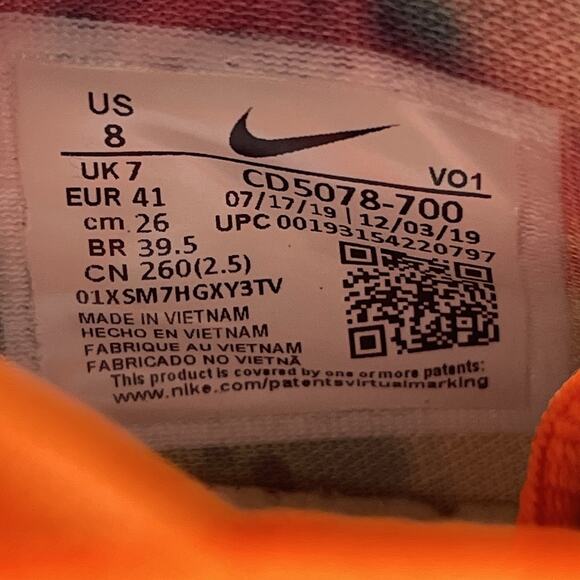 US
8
UK 7
EUR 41
cm 26
BR 39.5
CN 260(2.5)
01XSM7HGXY3TV
VO1
CD5078-700
07/17/19 | 12/03/19
UPC 00193154220797
MADE IN VIETNAM
HECHO EN VIETNAM
FABRIQUE AU VIETNAM
FABRICADO NO VIETNÃ
This product is covered by one or more patents:
www.nike.com/patentsvirtualmarking